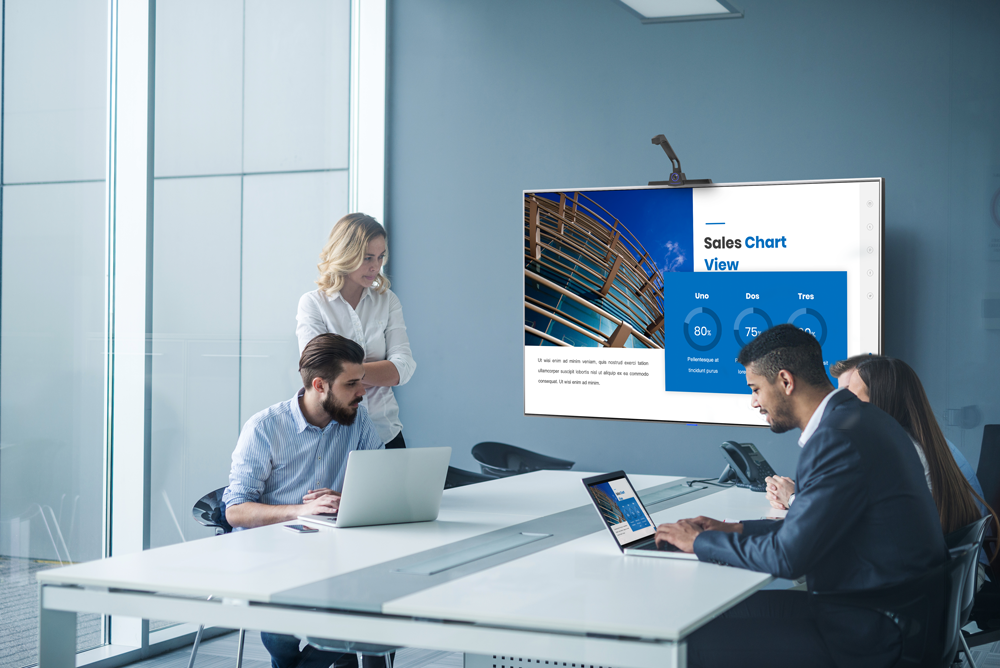 Sales Chart
View
Uno Dos Tres
80% 75%
Pellentesque at
tincidunt purus
Ut wisi enim ad minim veniam, quis nostrud exerci tation
ullamcorper suscipit lobortis nisl ut aliquip ex ea commodo
consequat. Ut wisi enim ad minim.